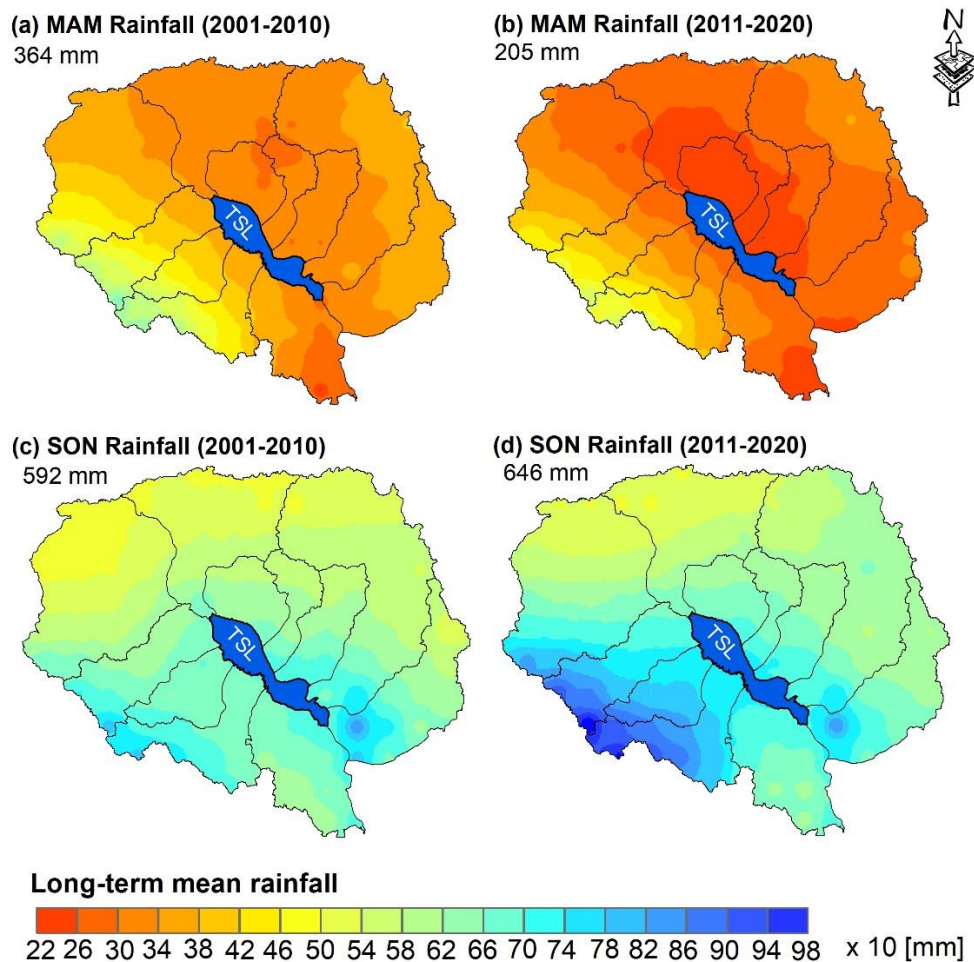 (a) MAM Rainfall (2001-2010)
364 mm
(b) MAM Rainfall (2011-2020)
205 mm
N
TSL
TSL
(c) SON Rainfall (2001-2010)
592 mm
(d) SON Rainfall (2011-2020)
646 mm
TSL
TSL
Long-term mean rainfall
22 26 30 34 38 42 46 50 54 58 62 66 70 74 78 82 86 90 94 98 x 10 [mm]